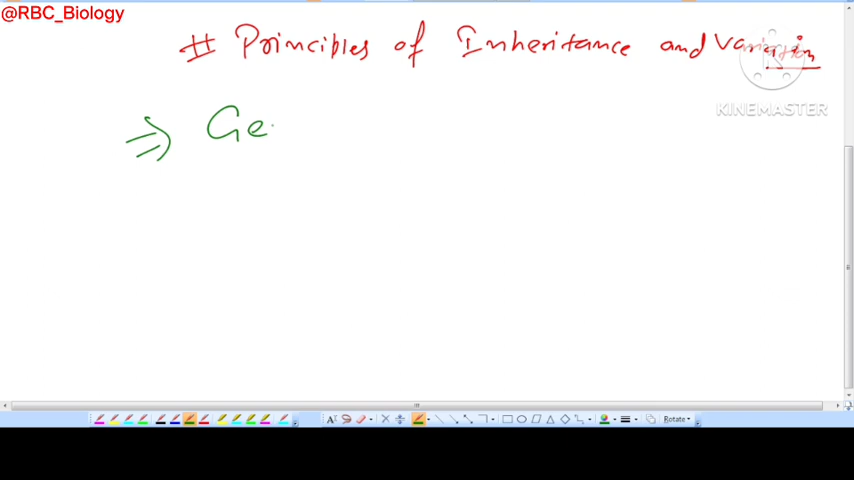 @RBC_Biology
# Principles of Inheritance and Variation
KINEMASTER
⇒ Ge
Rotate